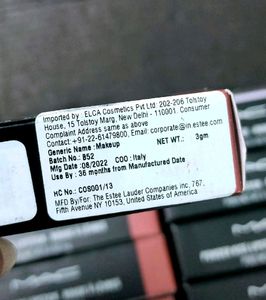 Imported by : ELCA Cosmetics Pvt Ltd: 202-206 Tolstoy
House, 15 Tolstoy Marg, New Delhi - 110001. Consumer
Complaint Address same as above
Contact:+91-22-61479800, Email: corporate@in.estee.com
Generic Name : Makeup
WT. : 3gm
Batch No : B52
Mfg Date :08/2022 COO : Italy
Use By : 36 months from Manufactured Date
HC No : COS001/13
MFD By/For: The Estee Lauder Companies inc, 767,
Fifth Avenue NY 10153, United States of America